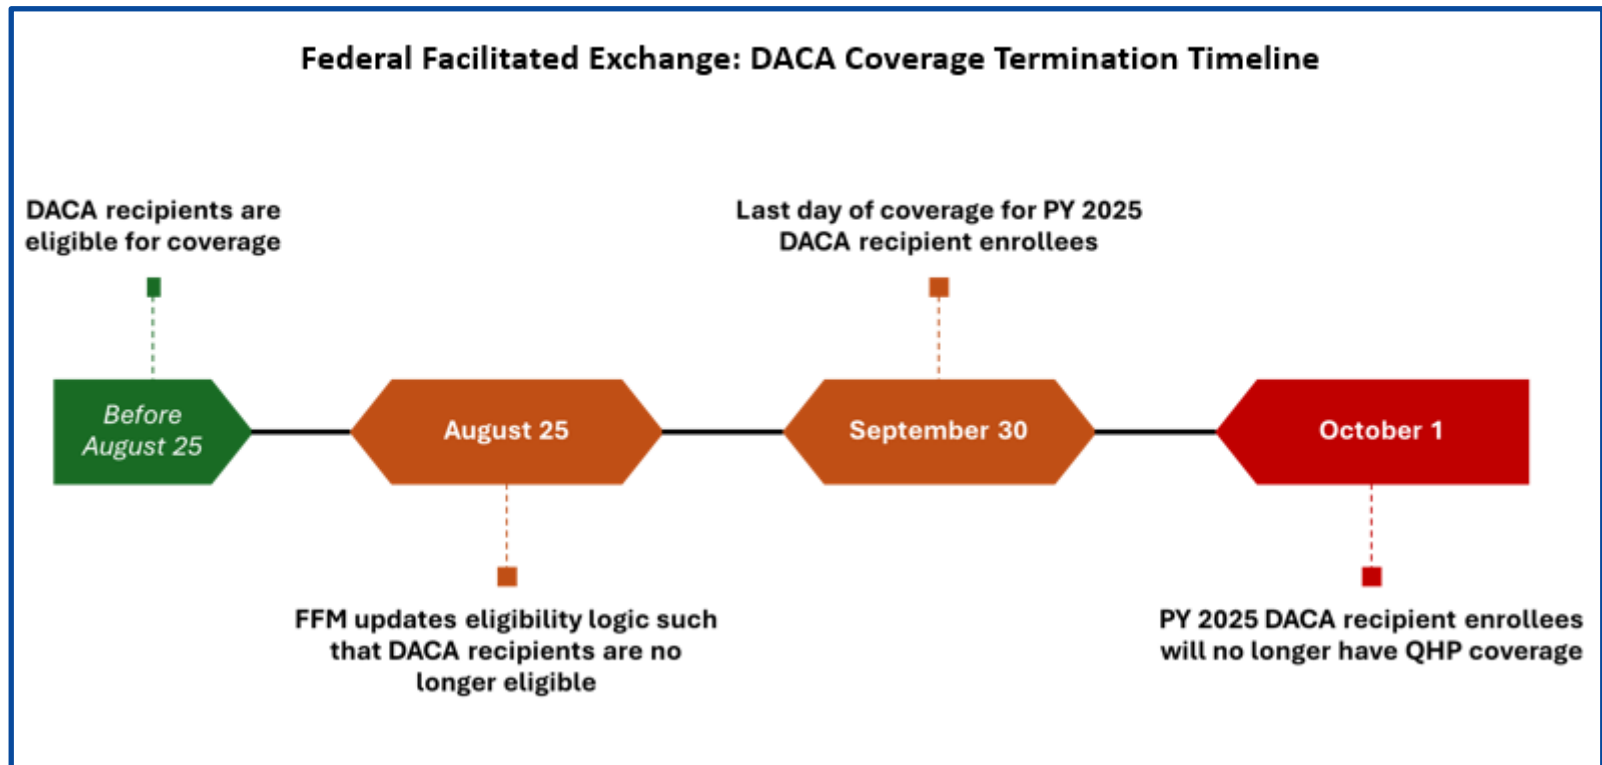 Federal Facilitated Exchange: DACA Coverage Termination Timeline
DACA recipients are
eligible for coverage
Last day of coverage for PY 2025
DACA recipient enrollees
Before
August 25
August 25
September 30
October 1
FFM updates eligibility logic such
that DACA recipients are no
longer eligible
PY 2025 DACA recipient enrollees
will no longer have QHP coverage